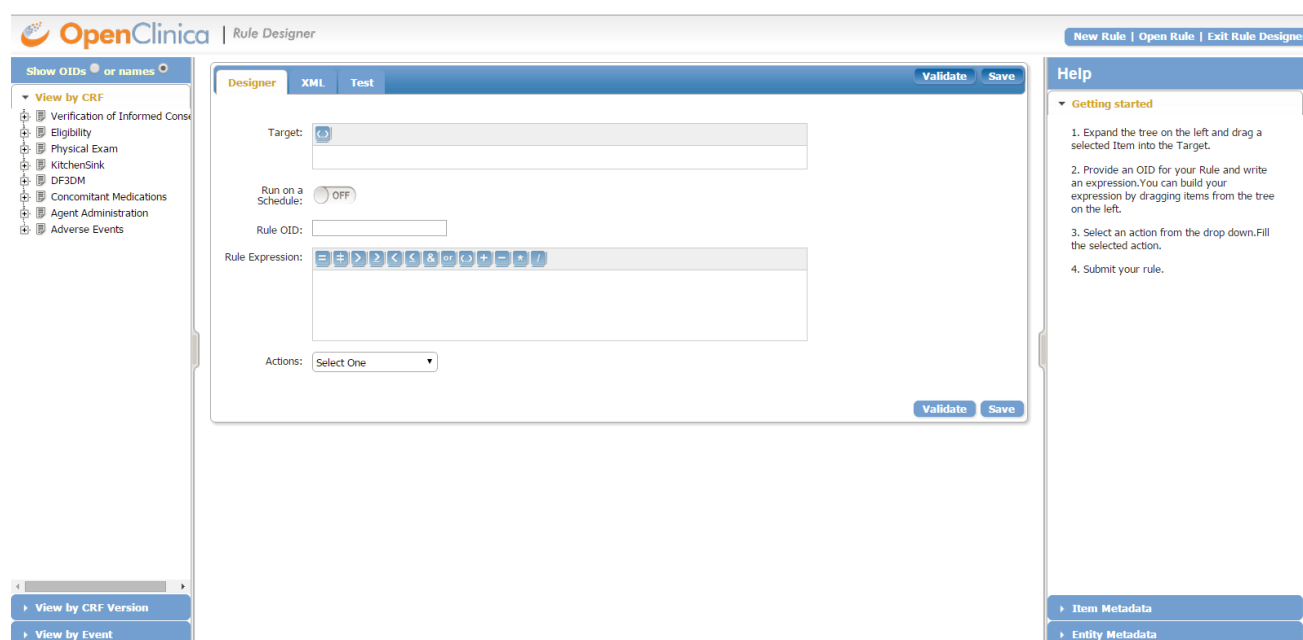 OpenClinica | Rule Designer
New Rule | Open Rule | Exit Rule Designe
Show OIDs or names
View by CRF
Verification of Informed Conse
Eligibility
Physical Exam
KitchenSink
DF3DM
Concomitant Medications
Agent Administration
Adverse Events
View by CRF Version
View by Event
Designer XML Test
Validate Save
Target:
( )
Run on a
Schedule:
OFF
Rule OID:
Rule Expression:
= ≠ > ≥ < ≤ & or ( ) + − * /
Actions:
Select One
Validate Save
Help
Getting started
1. Expand the tree on the left and drag a
selected Item into the Target.
2. Provide an OID for your Rule and write
an expression.You can build your
expression by dragging items from the tree
on the left.
3. Select an action from the drop down.Fill
the selected action.
4. Submit your rule.
Item Metadata
Entity Metadata